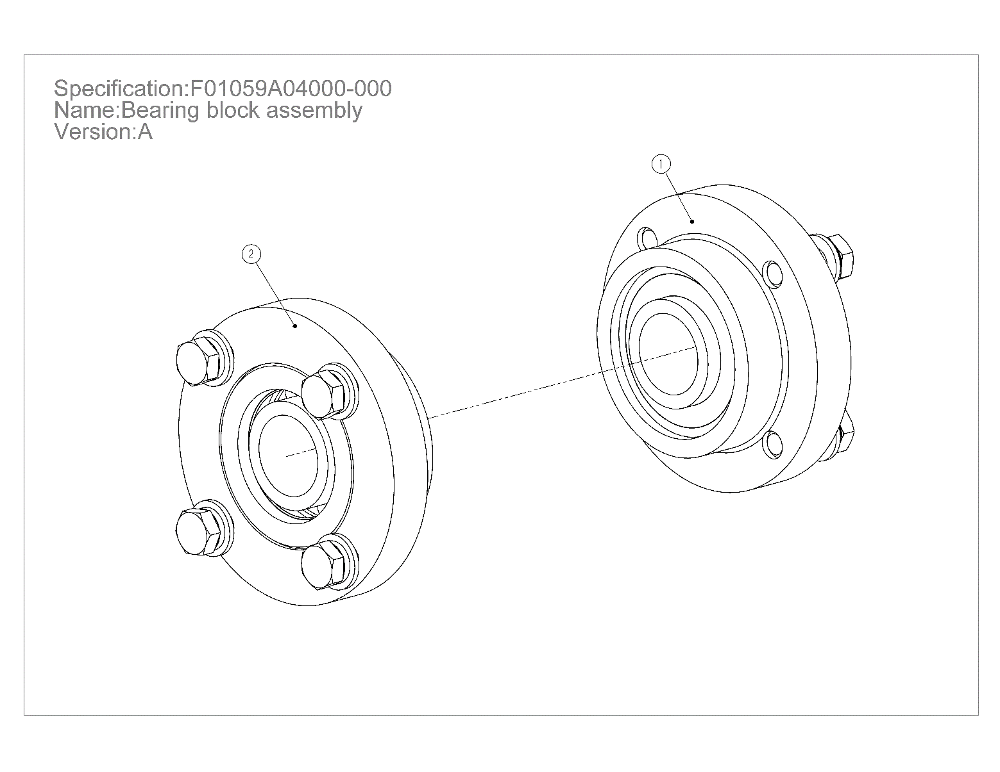 Specification:F01059A04000-000
Name:Bearing block assembly
Version:A
1
2